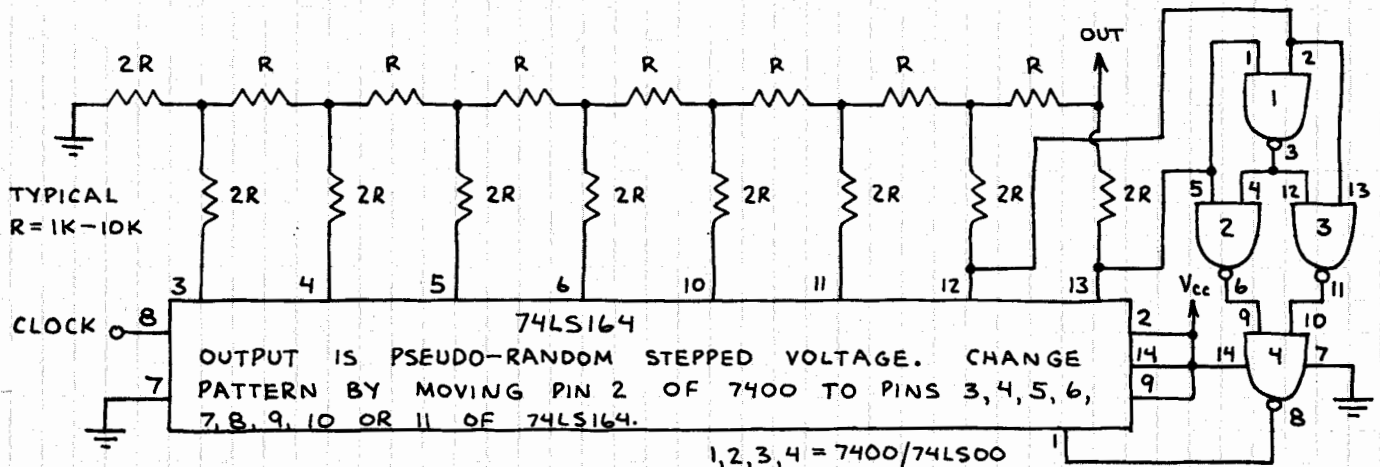 OUT
2R R R R R R R R
1 2
1
3
TYPICAL
R=1K-10K
2R 2R 2R 2R 2R 2R 2R 2R
5 4 12 13
2 3
6 11
3 4 5 6 10 11 12 13
Vcc
9 10
CLOCK 8
74LS164
2
OUTPUT IS PSEUDO-RANDOM STEPPED VOLTAGE. CHANGE
14 14 4 7
7
PATTERN BY MOVING PIN 2 OF 7400 TO PINS 3, 4, 5, 6,
9
7, 8, 9, 10 OR 11 OF 74LS164.
8
1
1, 2, 3, 4 = 7400/74LS00